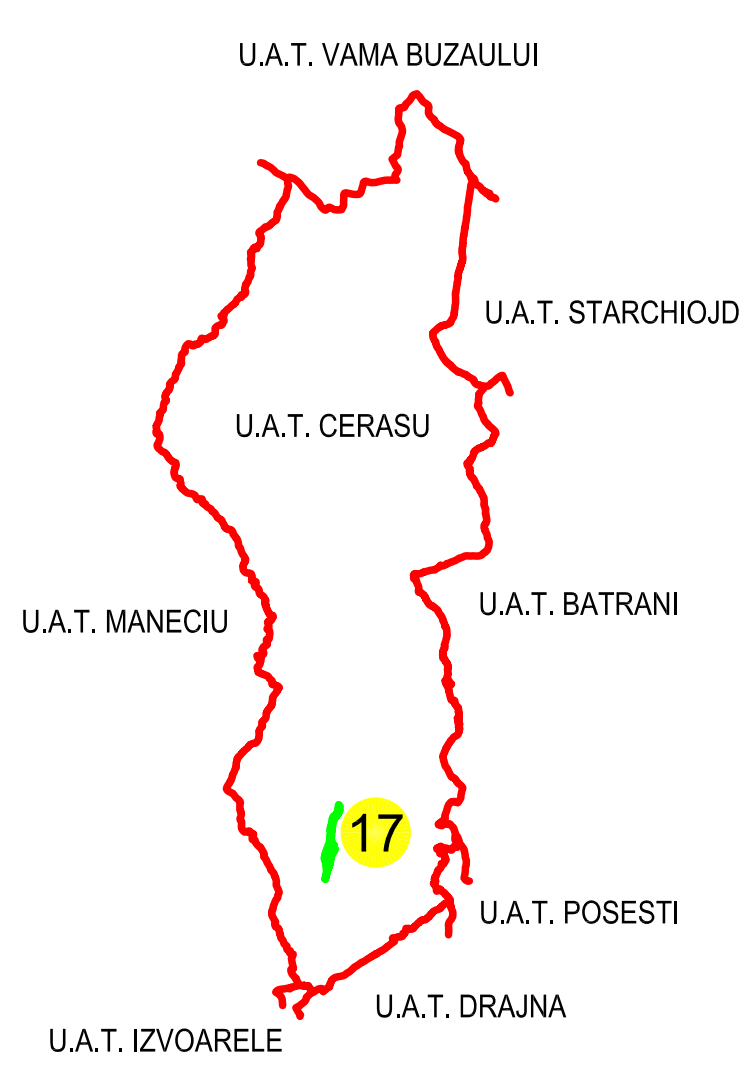 U.A.T. VAMA BUZAULUI
U.A.T. STARCHIOJD
U.A.T. CERASU
U.A.T. BATRANI
U.A.T. MANECIU
17
U.A.T. POSESTI
U.A.T. DRAJNA
U.A.T. IZVOARELE